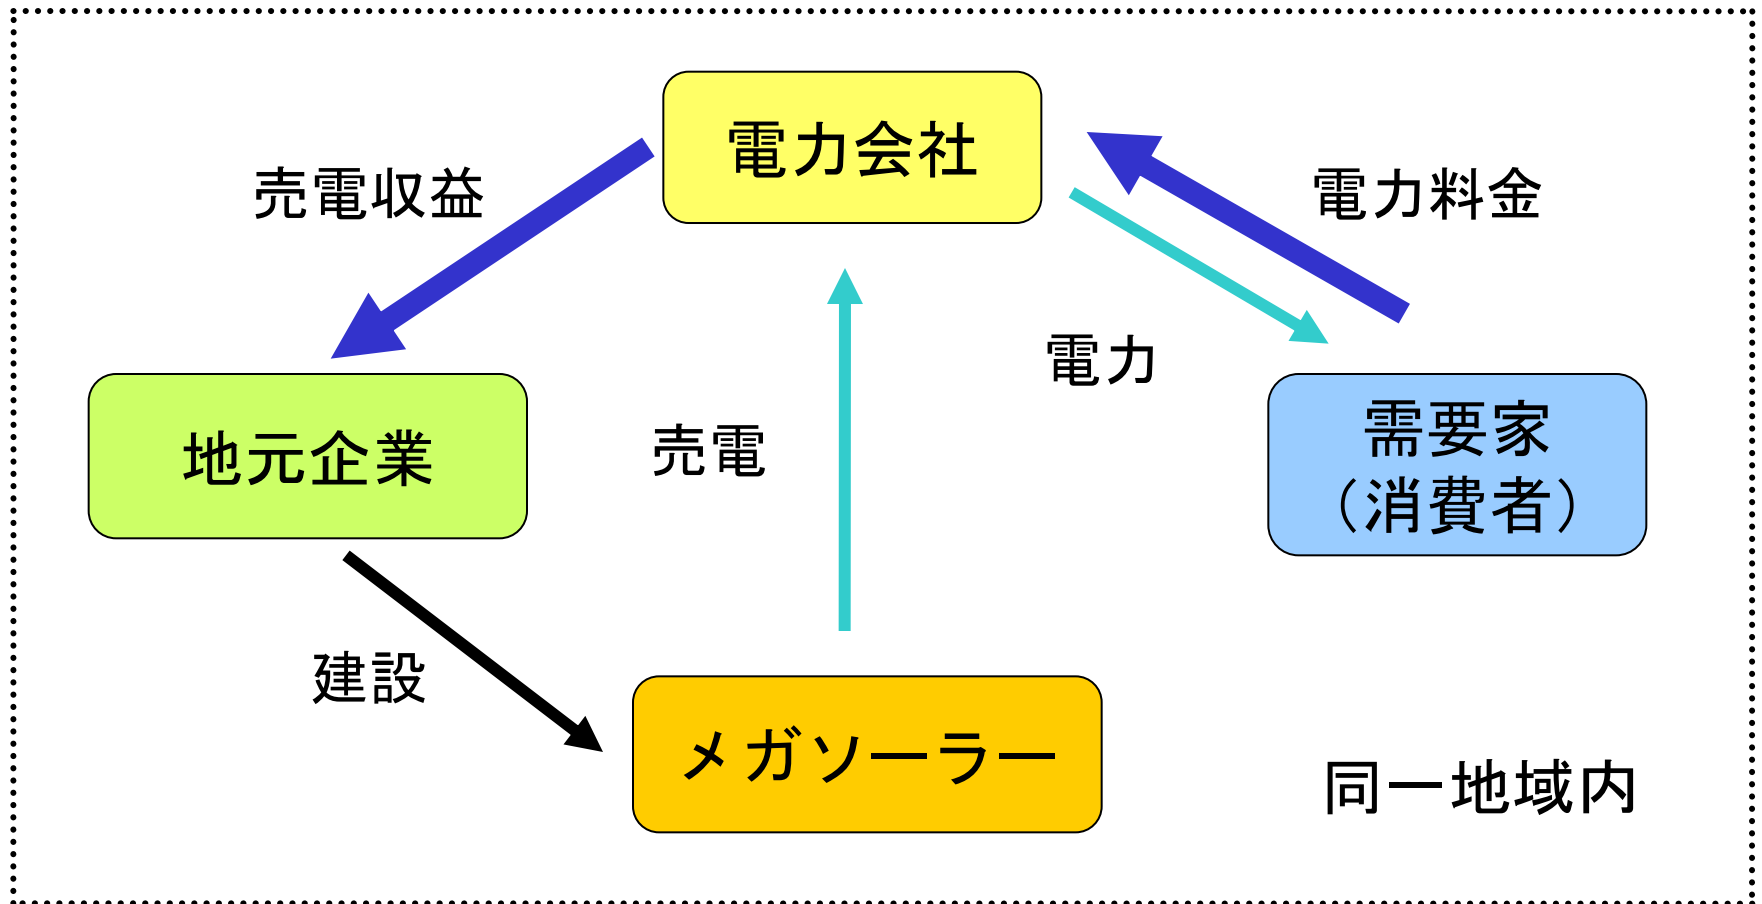 電力会社
売電収益
電力料金
電力
地元企業
売電
需要家
（消費者）
建設
メガソーラー
同一地域内